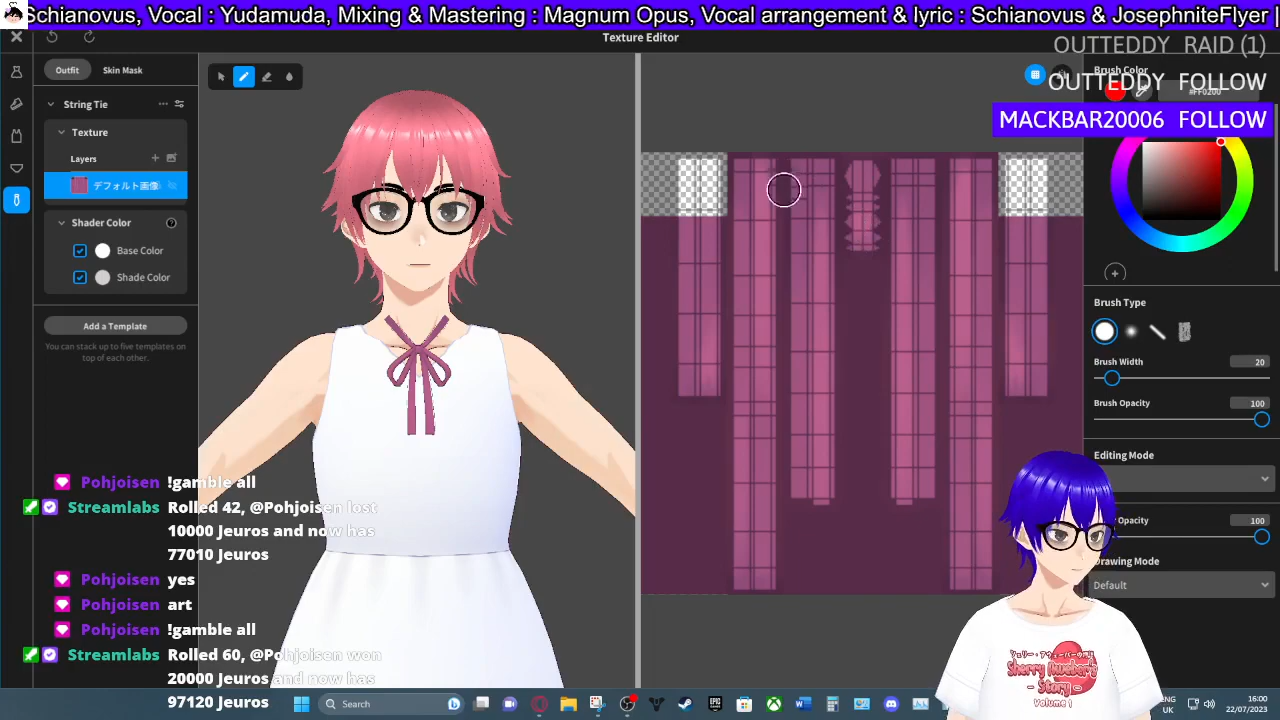 Schianovus, Vocal : Yudamuda, Mixing & Mastering : Magnum Opus, Vocal arrangement & lyric : Schianovus & JosephniteFlyer
Texture Editor
OUTTEDDY RAID (1)
OUTTEDDY FOLLOW
MACKBAR20006 FOLLOW
Outfit
Skin Mask
String Tie
Texture
Layers
デフォルト画像
Shader Color
Base Color
Shade Color
Add a Template
You can stack up to five templates on
top of each other.
Brush Color
#FF0200
Brush Type
Brush Width
20
Brush Opacity
100
Editing Mode
Opacity
100
Drawing Mode
Default
Pohjoisen !gamble all
Streamlabs Rolled 42, @Pohjoisen lost
10000 Jeuros and now has
77010 Jeuros
Pohjoisen yes
Pohjoisen art
Pohjoisen !gamble all
Streamlabs Rolled 60, @Pohjoisen won
20000 Jeuros and now has
97120 Jeuros
Sherry Awebert's
- Story -
Volume 1
Search
ENG
UK
16:00
22/07/2023